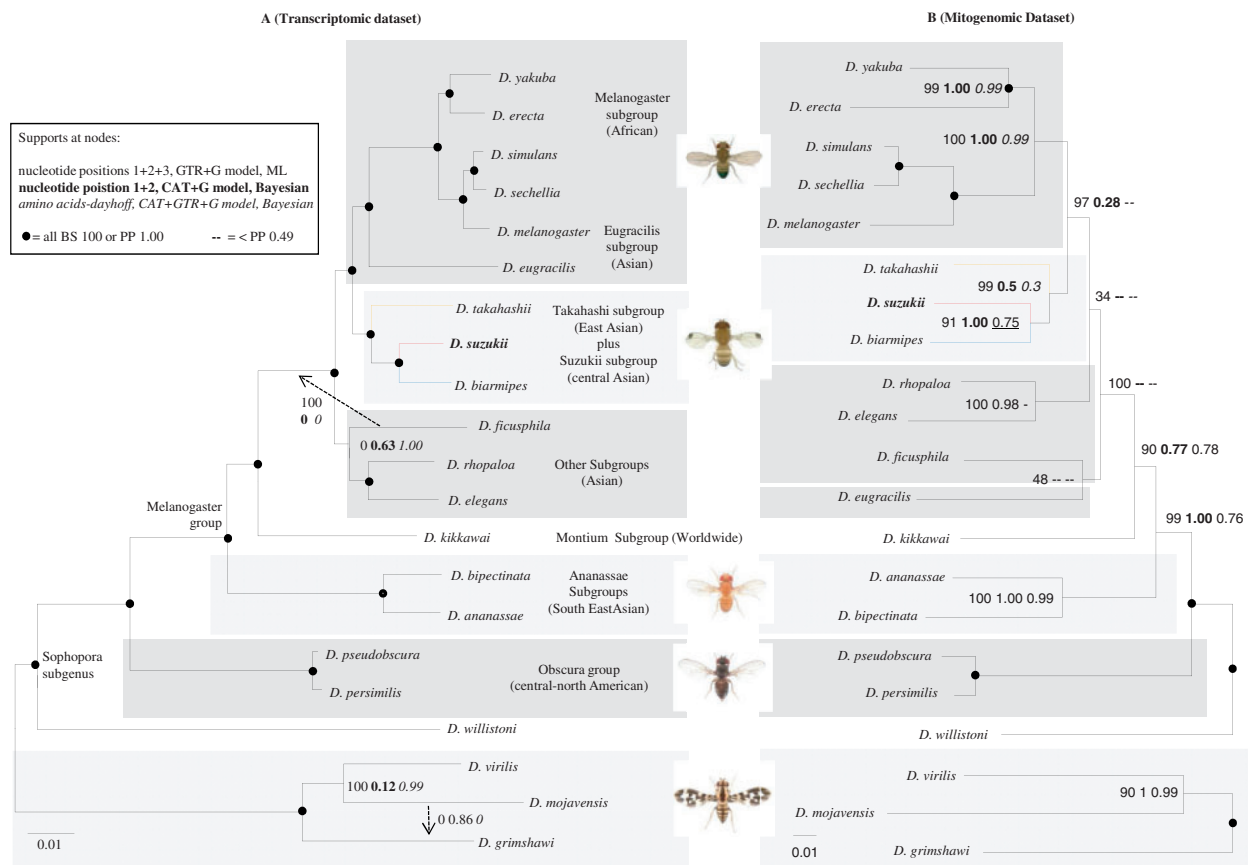 A (Transcriptomic dataset)
B (Mitogenomic Dataset)
Supports at nodes:
nucleotide positions 1+2+3, GTR+G model, ML
nucleotide postion 1+2, CAT+G model, Bayesian
amino acids-dayhoff, CAT+GTR+G model, Bayesian
●= all BS 100 or PP 1.00 -- = < PP 0.49
D. yakuba
D. erecta
D. simulans
D. sechellia
D. melanogaster
D. eugracilis
Melanogaster
subgroup
(African)
Eugracilis
subgroup
(Asian)
D. takahashii
D. suzukii
D. biarmipes
Takahashi subgroup
(East Asian)
plus
Suzukii subgroup
(central Asian)
100
0 0
0 0.63 1.00
D. ficusphila
D. rhopaloa
D. elegans
Other Subgroups
(Asian)
Melanogaster
group
D. kikkawai
Montium Subgroup (Worldwide)
D. bipectinata
D. ananassae
Ananassae
Subgroups
(South EastAsian)
Sophopora
subgenus
D. pseudobscura
D. persimilis
Obscura group
(central-north American)
D. willistoni
D. virilis
100 0.12 0.99
D. mojavensis
0 0.86 0
D. grimshawi
0.01
D. yakuba
99 1.00 0.99
D. erecta
D. simulans
100 1.00 0.99
D. sechellia
D. melanogaster
97 0.28 --
D. takahashii
99 0.5 0.3
D. suzukii
34 -- --
91 1.00 0.75
D. biarmipes
D. rhopaloa
100 -- --
100 0.98 -
D. elegans
D. ficusphila
90 0.77 0.78
48 -- --
D. eugracilis
99 1.00 0.76
D. kikkawai
D. ananassae
100 1.00 0.99
D. bipectinata
D. pseudobscura
D. persimilis
D. willistoni
D. virilis
90 1 0.99
D. mojavensis
D. grimshawi
0.01